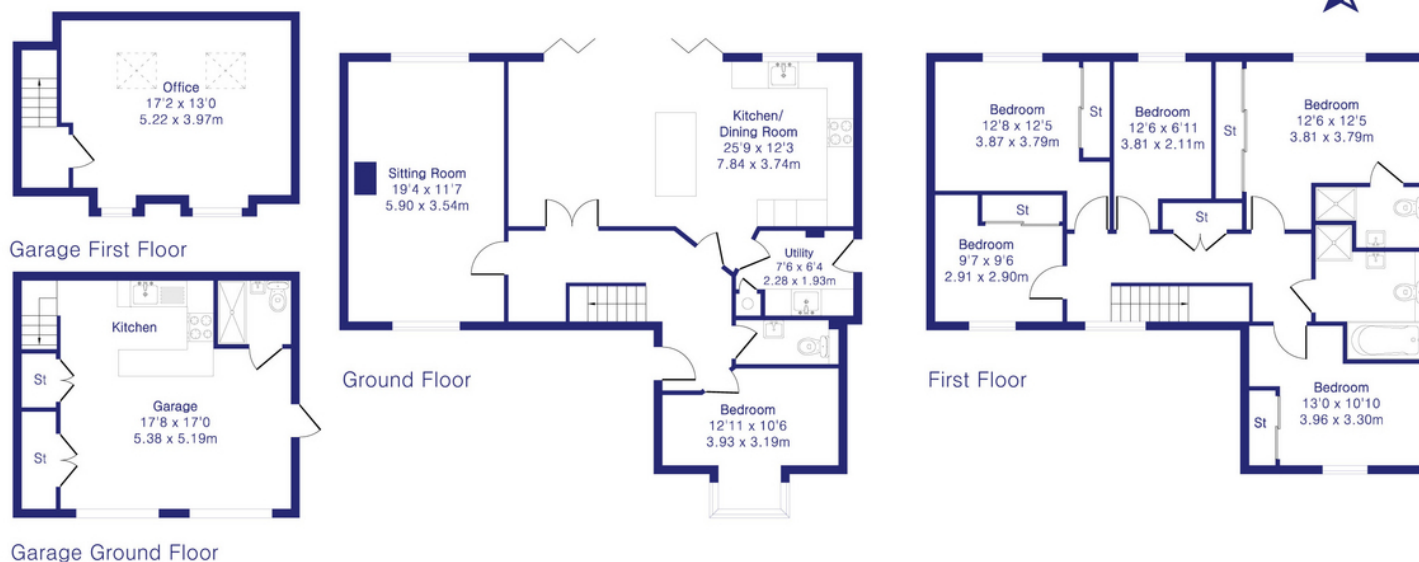 Office
17'2 x 13'0
5.22 x 3.97m
Garage First Floor
Kitchen
St
St
Garage
17'8 x 17'0
5.38 x 5.19m
Garage Ground Floor
Sitting Room
19'4 x 11'7
5.90 x 3.54m
Kitchen/
Dining Room
25'9 x 12'3
7.84 x 3.74m
Utility
7'6 x 6'4
2.28 x 1.93m
Bedroom
12'11 x 10'6
3.93 x 3.19m
Ground Floor
Bedroom
12'8 x 12'5
3.87 x 3.79m
St
Bedroom
12'6 x 6'11
3.81 x 2.11m
St
Bedroom
12'6 x 12'5
3.81 x 3.79m
St
Bedroom
9'7 x 9'6
2.91 x 2.90m
St
Bedroom
13'0 x 10'10
3.96 x 3.30m
St
First Floor